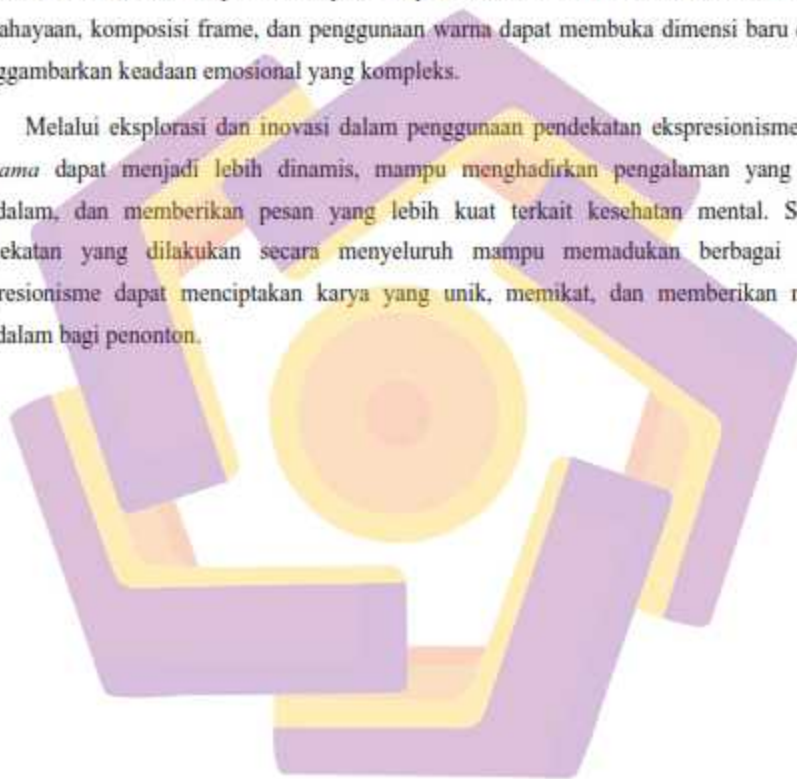 ahayaan, komposisi frame, dan penggunaan warna dapat membuka dimensi baru
ggambarkan keadaan emosional yang kompleks.
Melalui eksplorasi dan inovasi dalam penggunaan pendekatan ekspresionisme
ama dapat menjadi lebih dinamis, mampu menghadirkan pengalaman yang
dalam, dan memberikan pesan yang lebih kuat terkait kesehatan mental. S
ekatan yang dilakukan secara menyeluruh mampu memadukan berbagai
resionisme dapat menciptakan karya yang unik, memikat, dan memberikan
dalam bagi penonton.